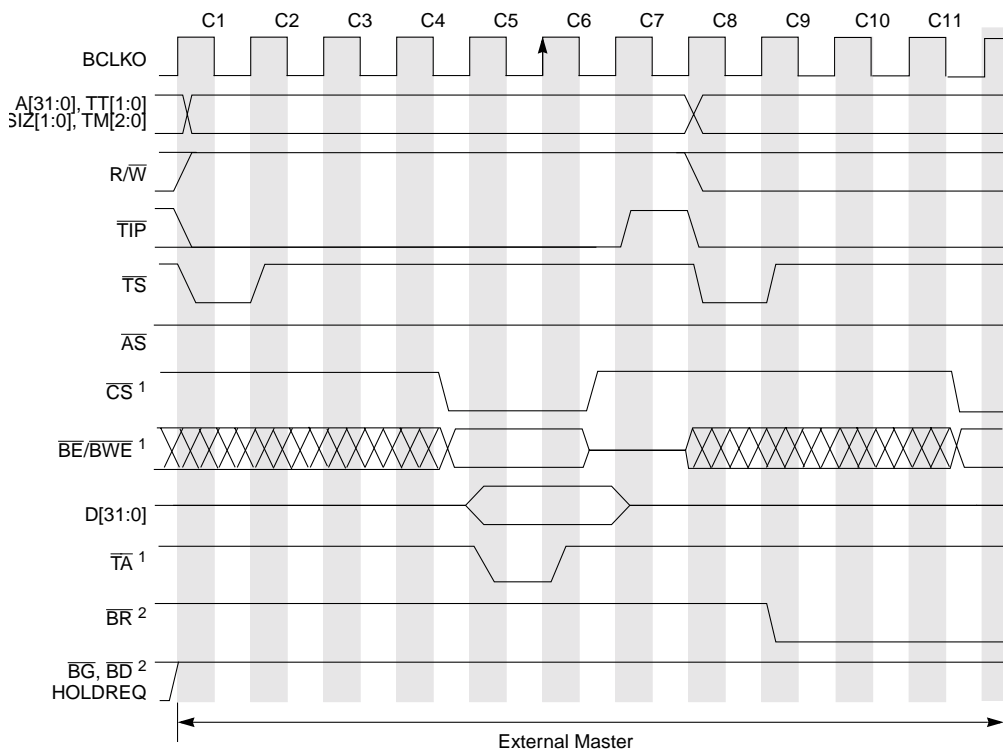 C1 C2 C3 C4 C5 C6 C7 C8 C9 C10 C11
BCLKO
A[31:0], TT[1:0]
SIZ[1:0], TM[2:0]
R/W
TIP
TS
AS
CS 1
BE/BWE 1
D[31:0]
TA 1
BR 2
BG, BD 2
HOLDREQ
External Master